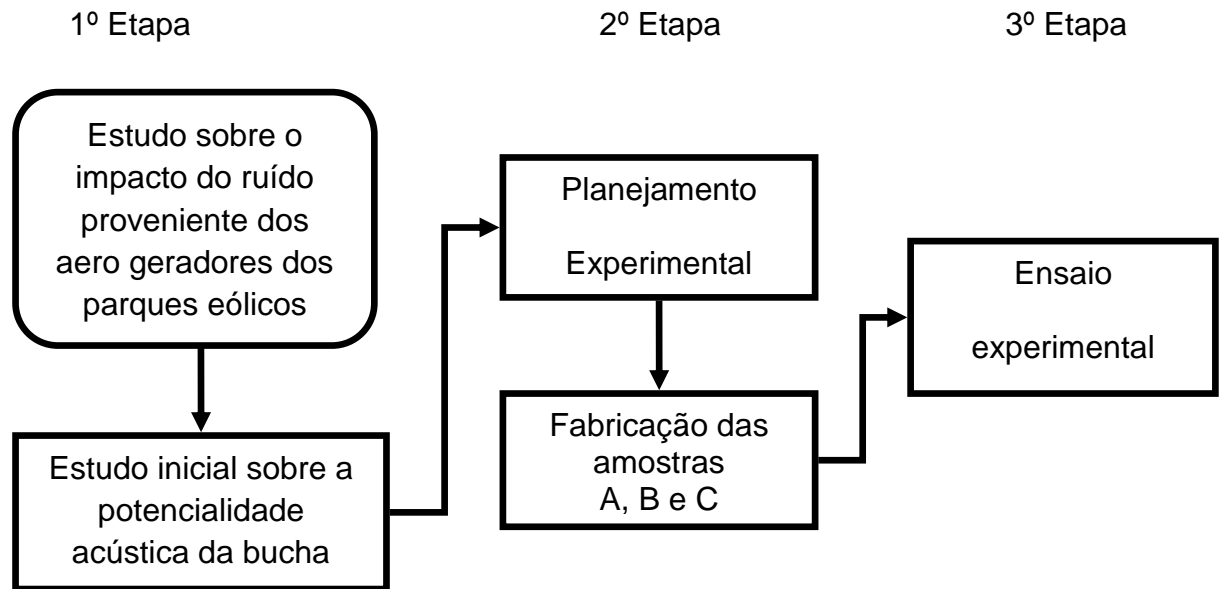 1º Etapa
2º Etapa
3º Etapa
Estudo sobre o
impacto do ruído
proveniente dos
aero geradores dos
parques eólicos
Estudo inicial sobre a
potencialidade
acústica da bucha
Planejamento
Experimental
Fabricação das
amostras
A, B e C
Ensaio
experimental